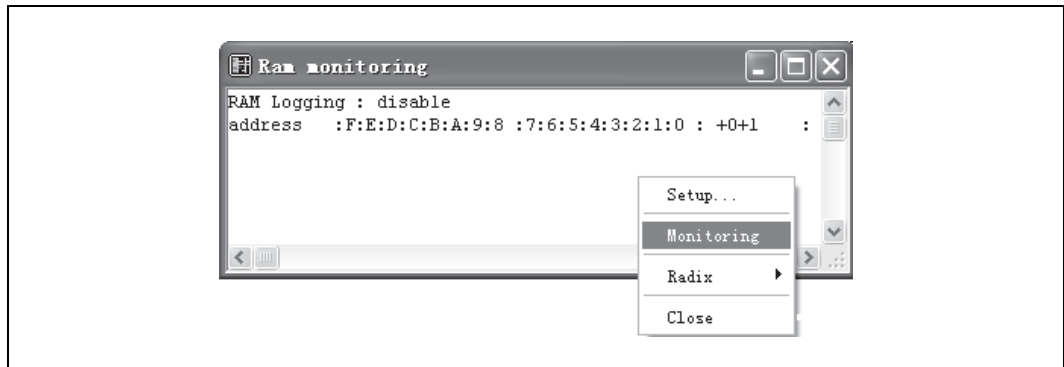 Ram monitoring
RAM Logging : disable
address :F:E:D:C:B:A:9:8 :7:6:5:4:3:2:1:0 : +0+1 :
Setup...
Monitoring
Radix
Close